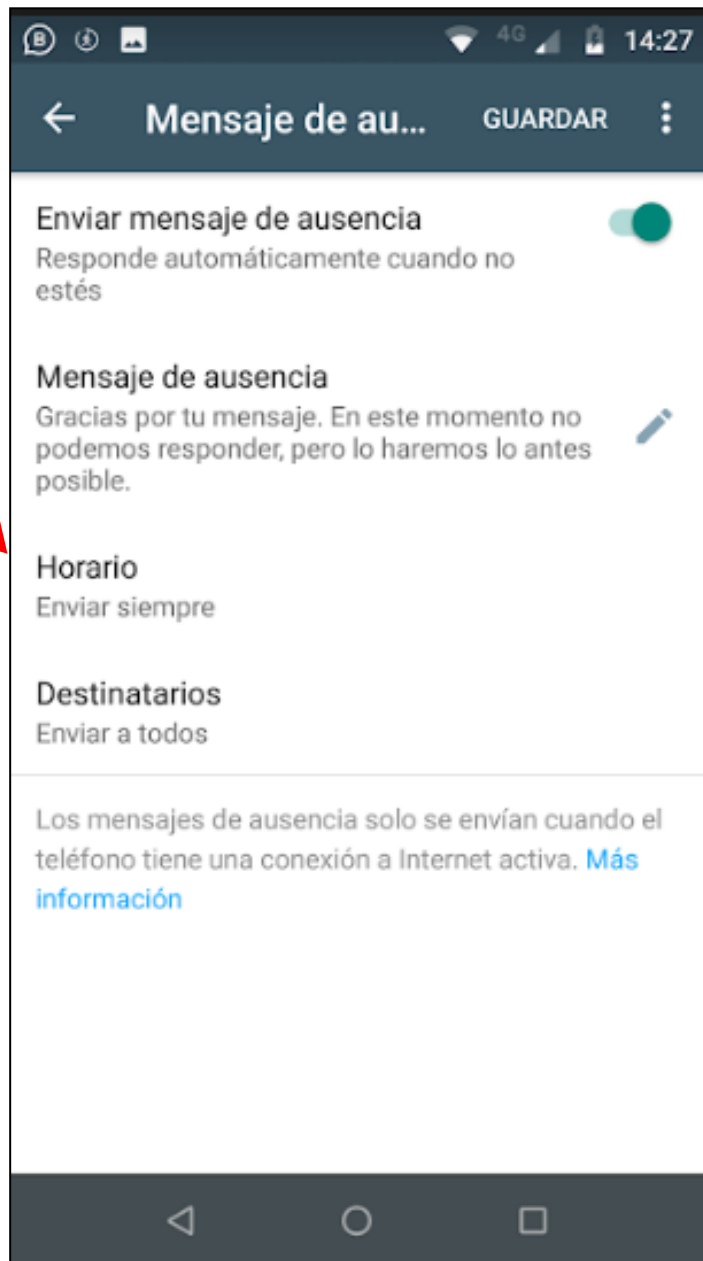 4G 14:27
Mensaje de au... GUARDAR
Enviar mensaje de ausencia
Responde automáticamente cuando no
estés
Mensaje de ausencia
Gracias por tu mensaje. En este momento no
podemos responder, pero lo haremos lo antes
posible.
Horario
Enviar siempre
Destinatarios
Enviar a todos
Los mensajes de ausencia solo se envían cuando el
teléfono tiene una conexión a Internet activa. Más
información